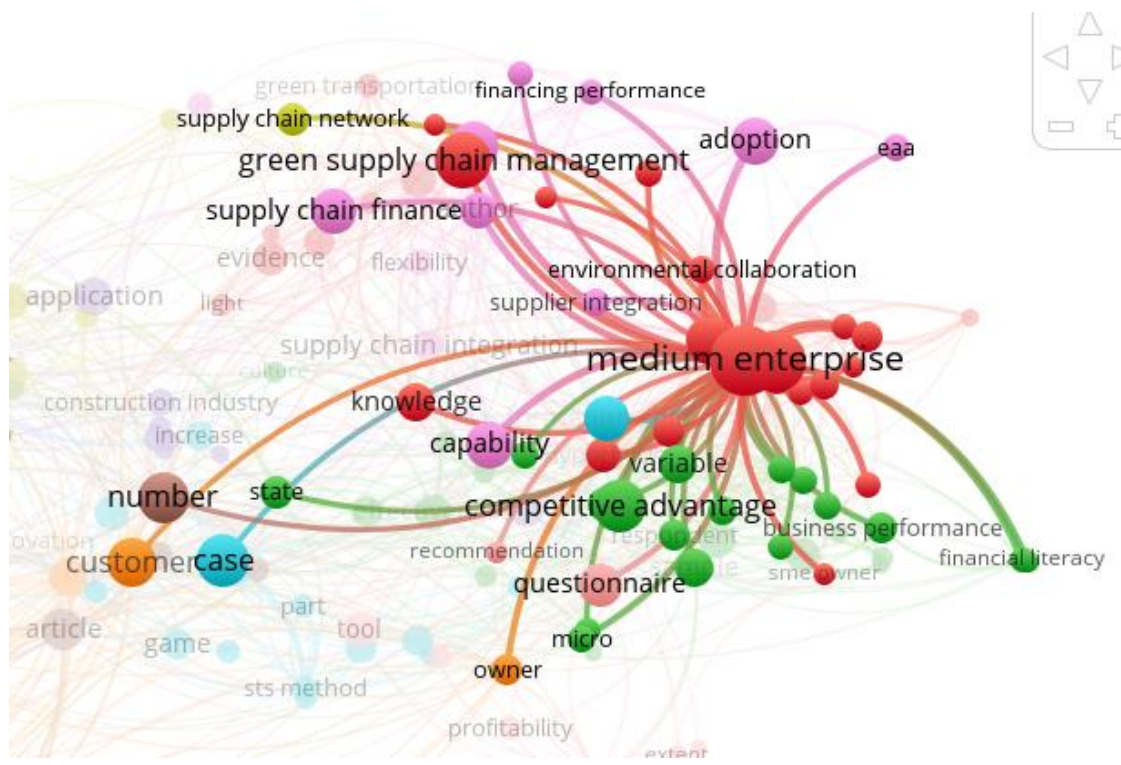 green transportation
financing performance
supply chain network
adoption
eaa
green supply chain management
supply chain finance
author
evidence
flexibility
environmental collaboration
application
light
supplier integration
supply chain integration
medium enterprise
culture
construction industry
knowledge
increase
capability
variable
number
state
competitive advantage
business performance
respondent
ovation
recommendation
financial literacy
customer
case
sme owner
questionnaire
part
article
tool
game
micro
owner
sts method
profitability
extent